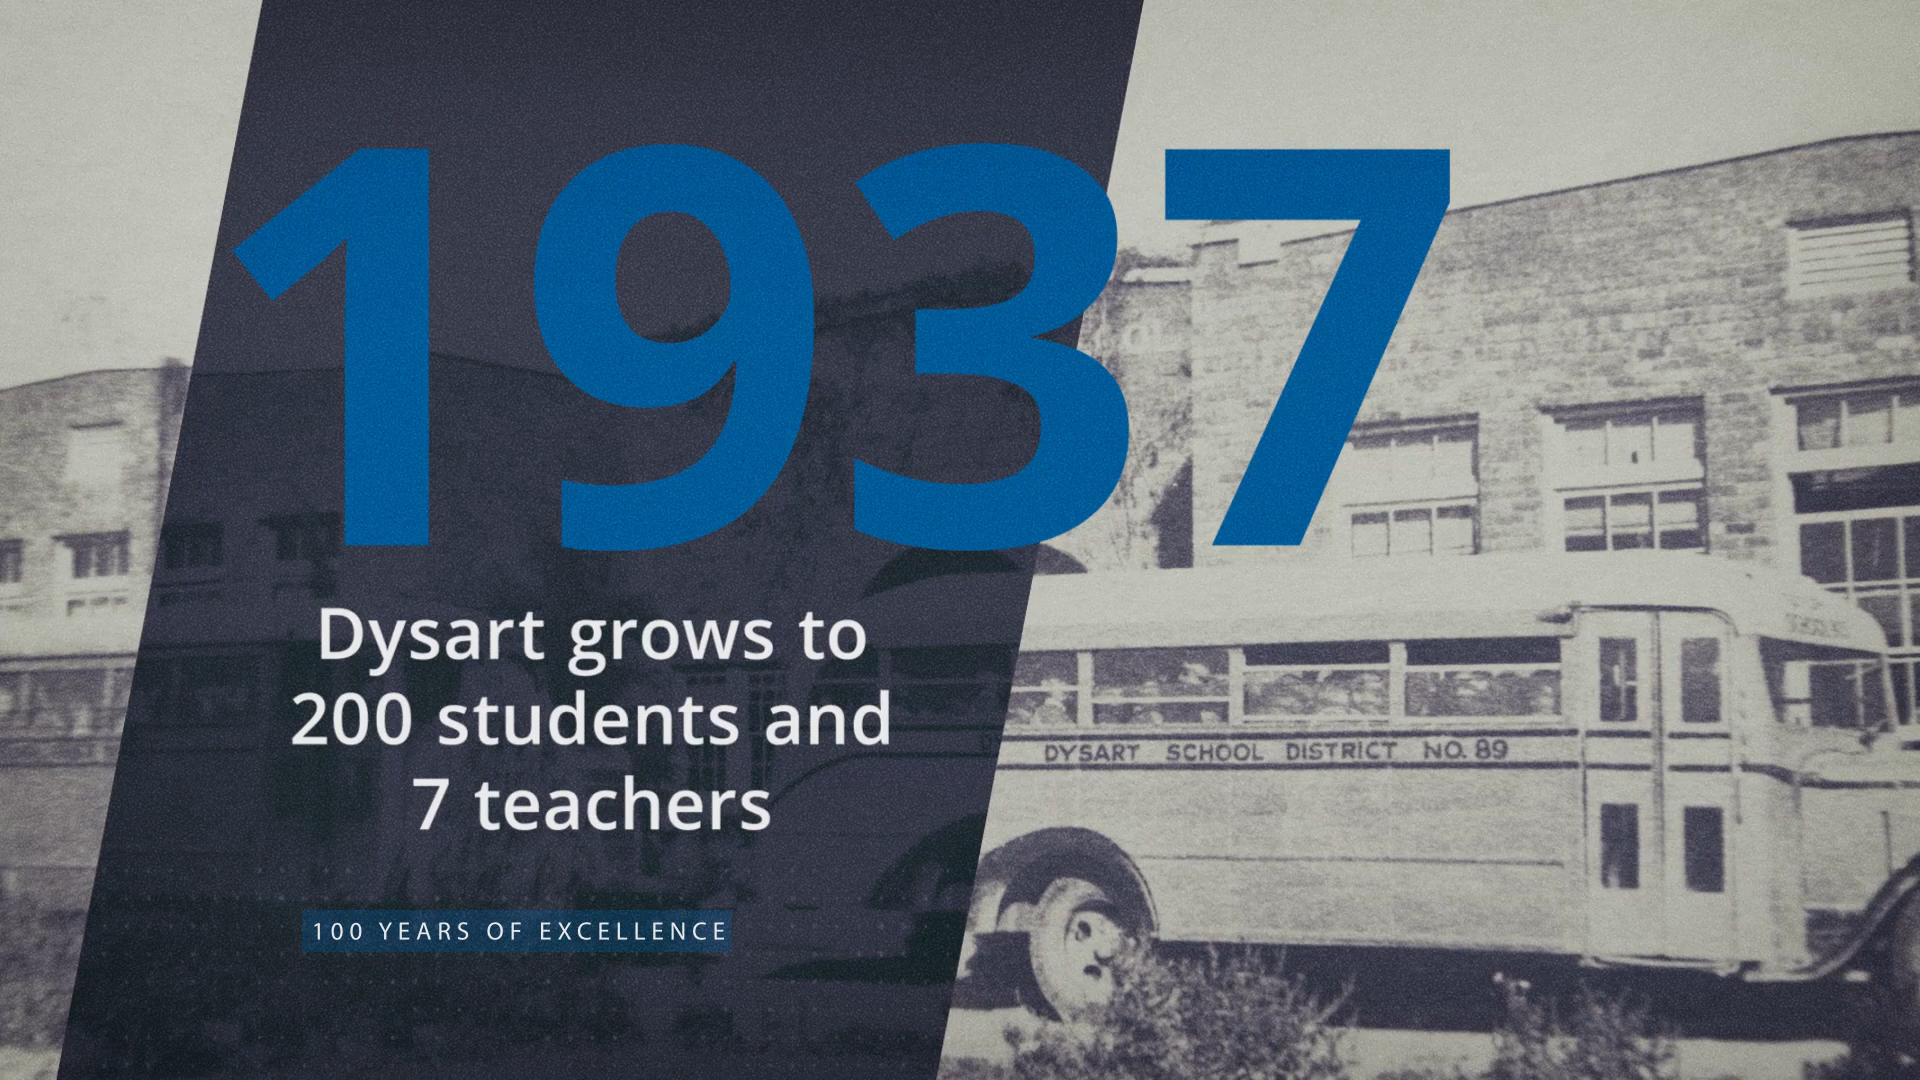 1937
Dysart grows to
200 students and
7 teachers
DYSART SCHOOL DISTRICT NO. 89
100 YEARS OF EXCELLENCE